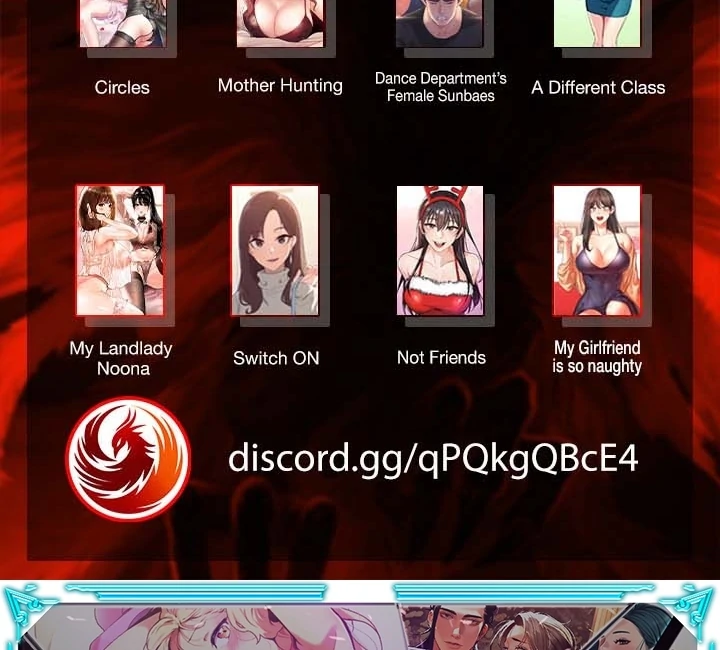 Circles
Mother Hunting
Dance Department's
Female Sunbaes
A Different Class
My Landlady
Noona
Switch ON
Not Friends
My Girlfriend
is so naughty
discord.gg/qPQkgQBcE4